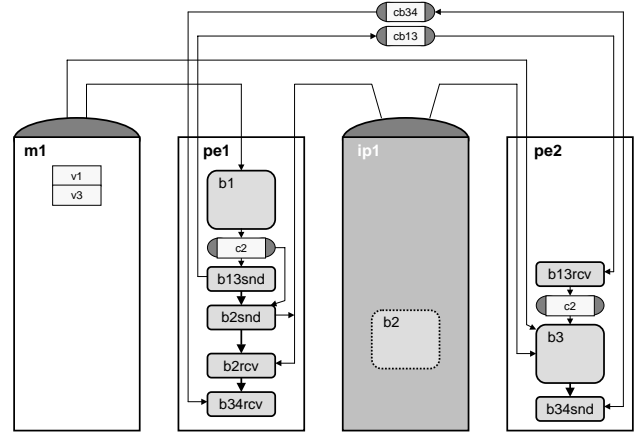 cb34
cb13
m1
pe1
ip1
pe2
v1
v3
b1
c2
b13snd
b2snd
b2rcv
b34rcv
b2
b13rcv
c2
b3
b34snd